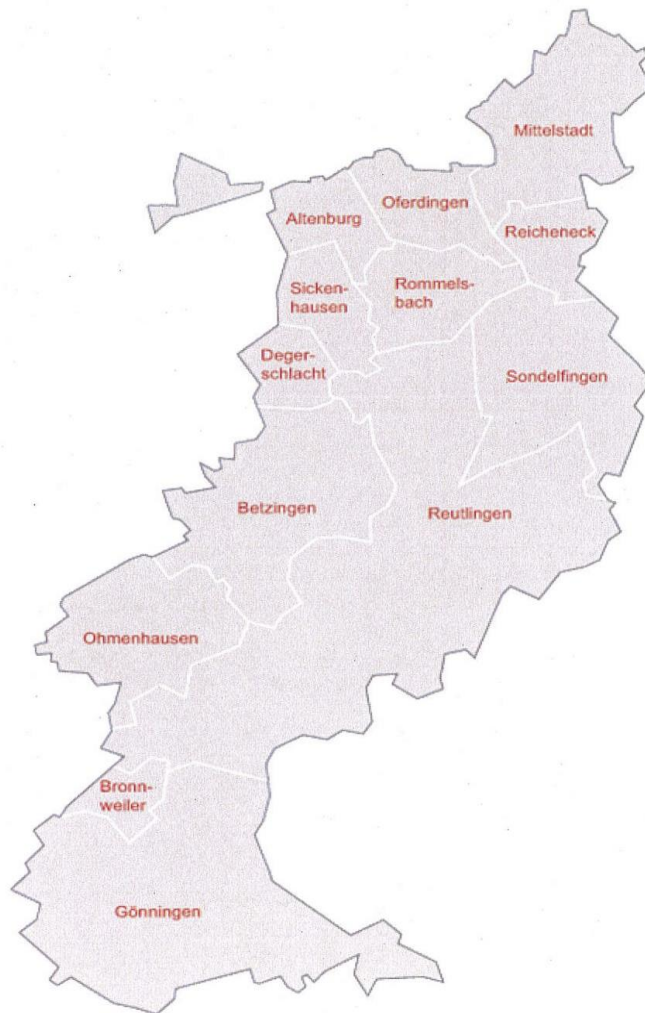 Mittelstadt
Oferdingen
Altenburg
Reicheneck
Sicken-
hausen
Rommels-
bach
Deger-
schlacht
Sondelfingen
Betzingen
Reutlingen
Ohmenhausen
Bronn-
weiler
Gönningen